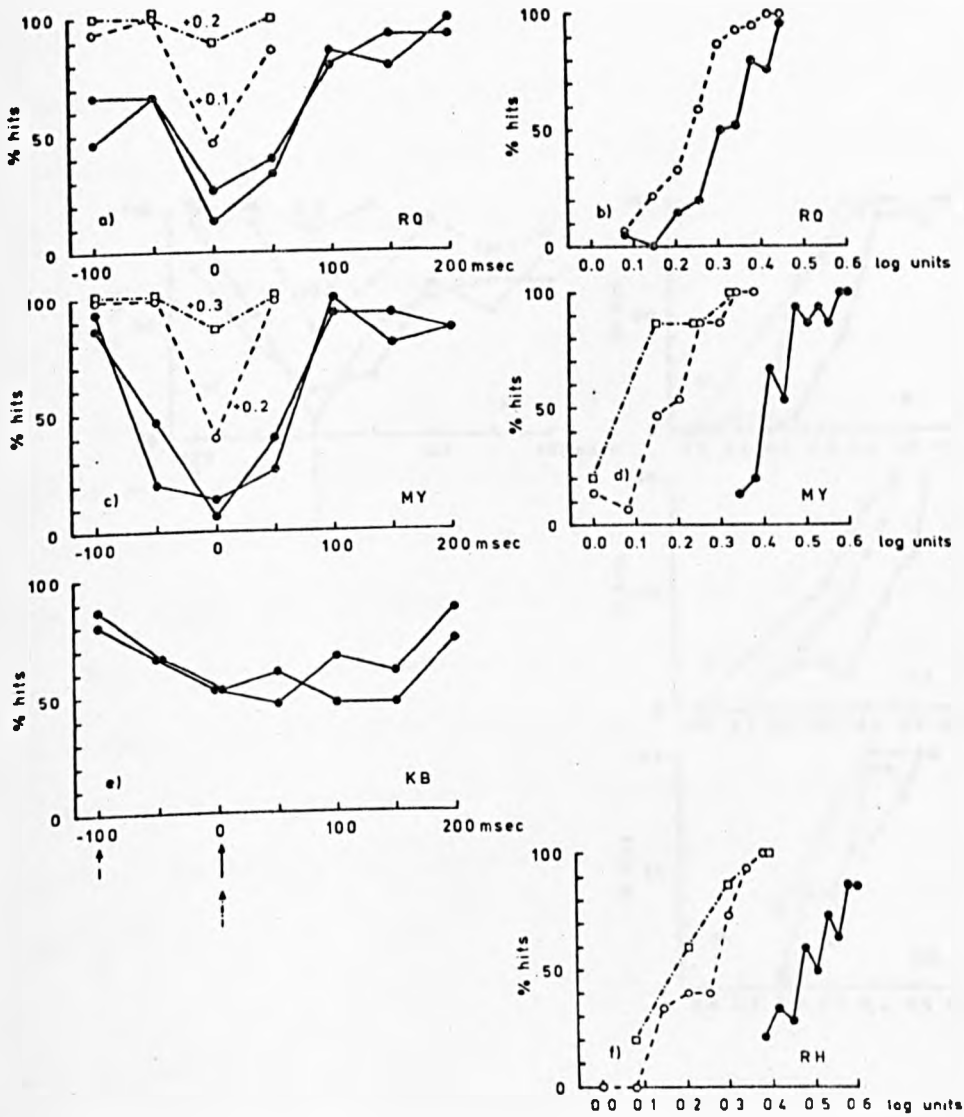 100
50
0
% hits
+0.2
+0.1
a)
RQ
-100 0 100 200 msec
100
50
0
% hits
b)
RQ
0.0 0.1 0.2 0.3 0.4 0.5 0.6 log units
100
50
0
% hits
+0.3
+0.2
c)
MY
-100 0 100 200 msec
100
50
0
% hits
d)
MY
0.0 0.1 0.2 0.3 0.4 0.5 0.6 log units
100
50
0
% hits
e)
KB
-100 0 100 200 msec
100
50
0
% hits
f)
RH
0 0 0 1 0 2 0 3 0 4 0 5 0 6 log units